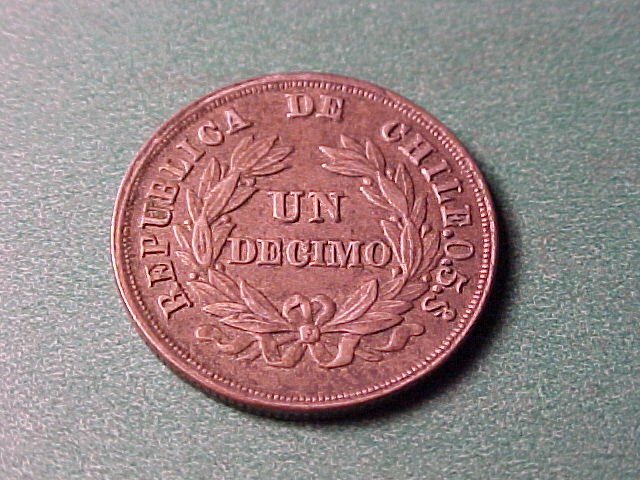 REPUBLICA DE CHILE.0.5.S
UN
DECIMO